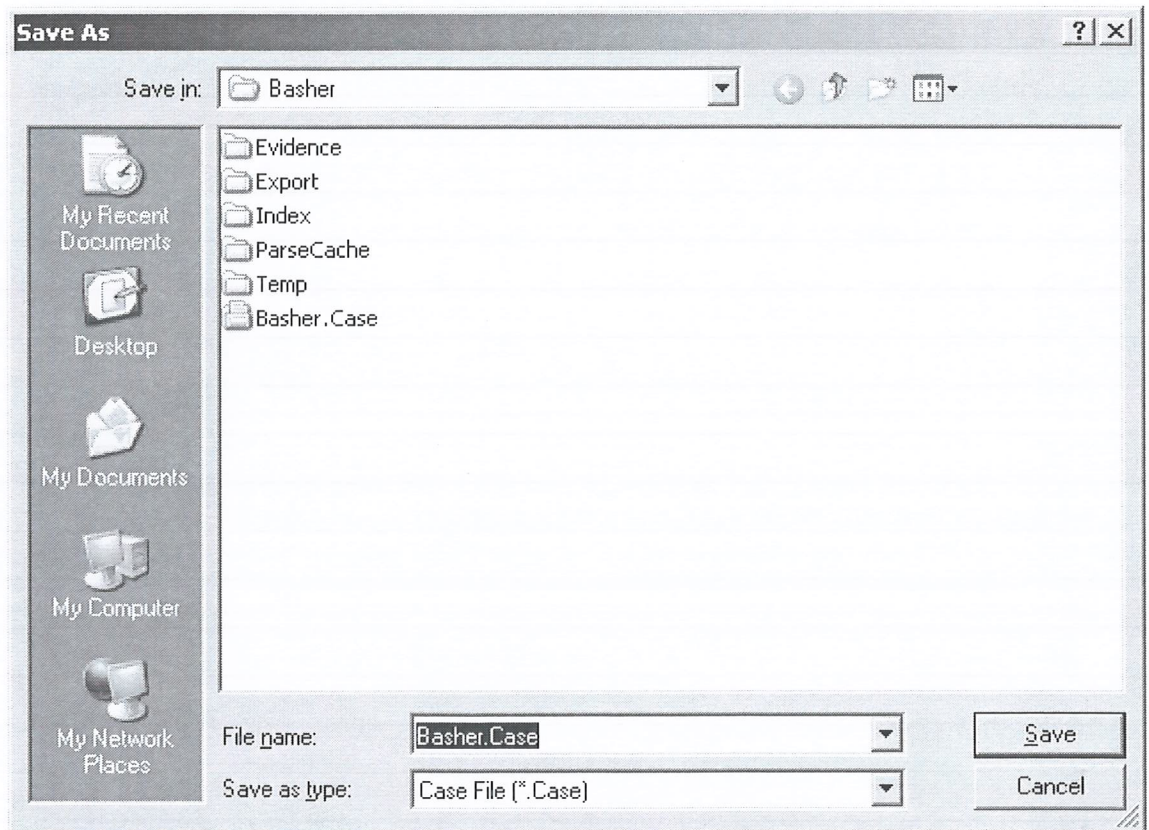 Save As
Save in:
Basher
My Recent
Documents
Desktop
My Documents
My Computer
My Network
Places
Evidence
Export
Index
ParseCache
Temp
Basher.Case
File name:
Basher.Case
Save
Save as type:
Case File (*.Case)
Cancel